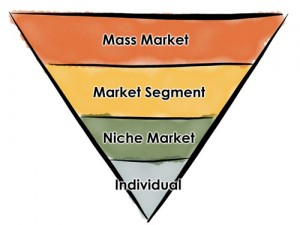 Mass Market
Market Segment
Niche Market
Individual